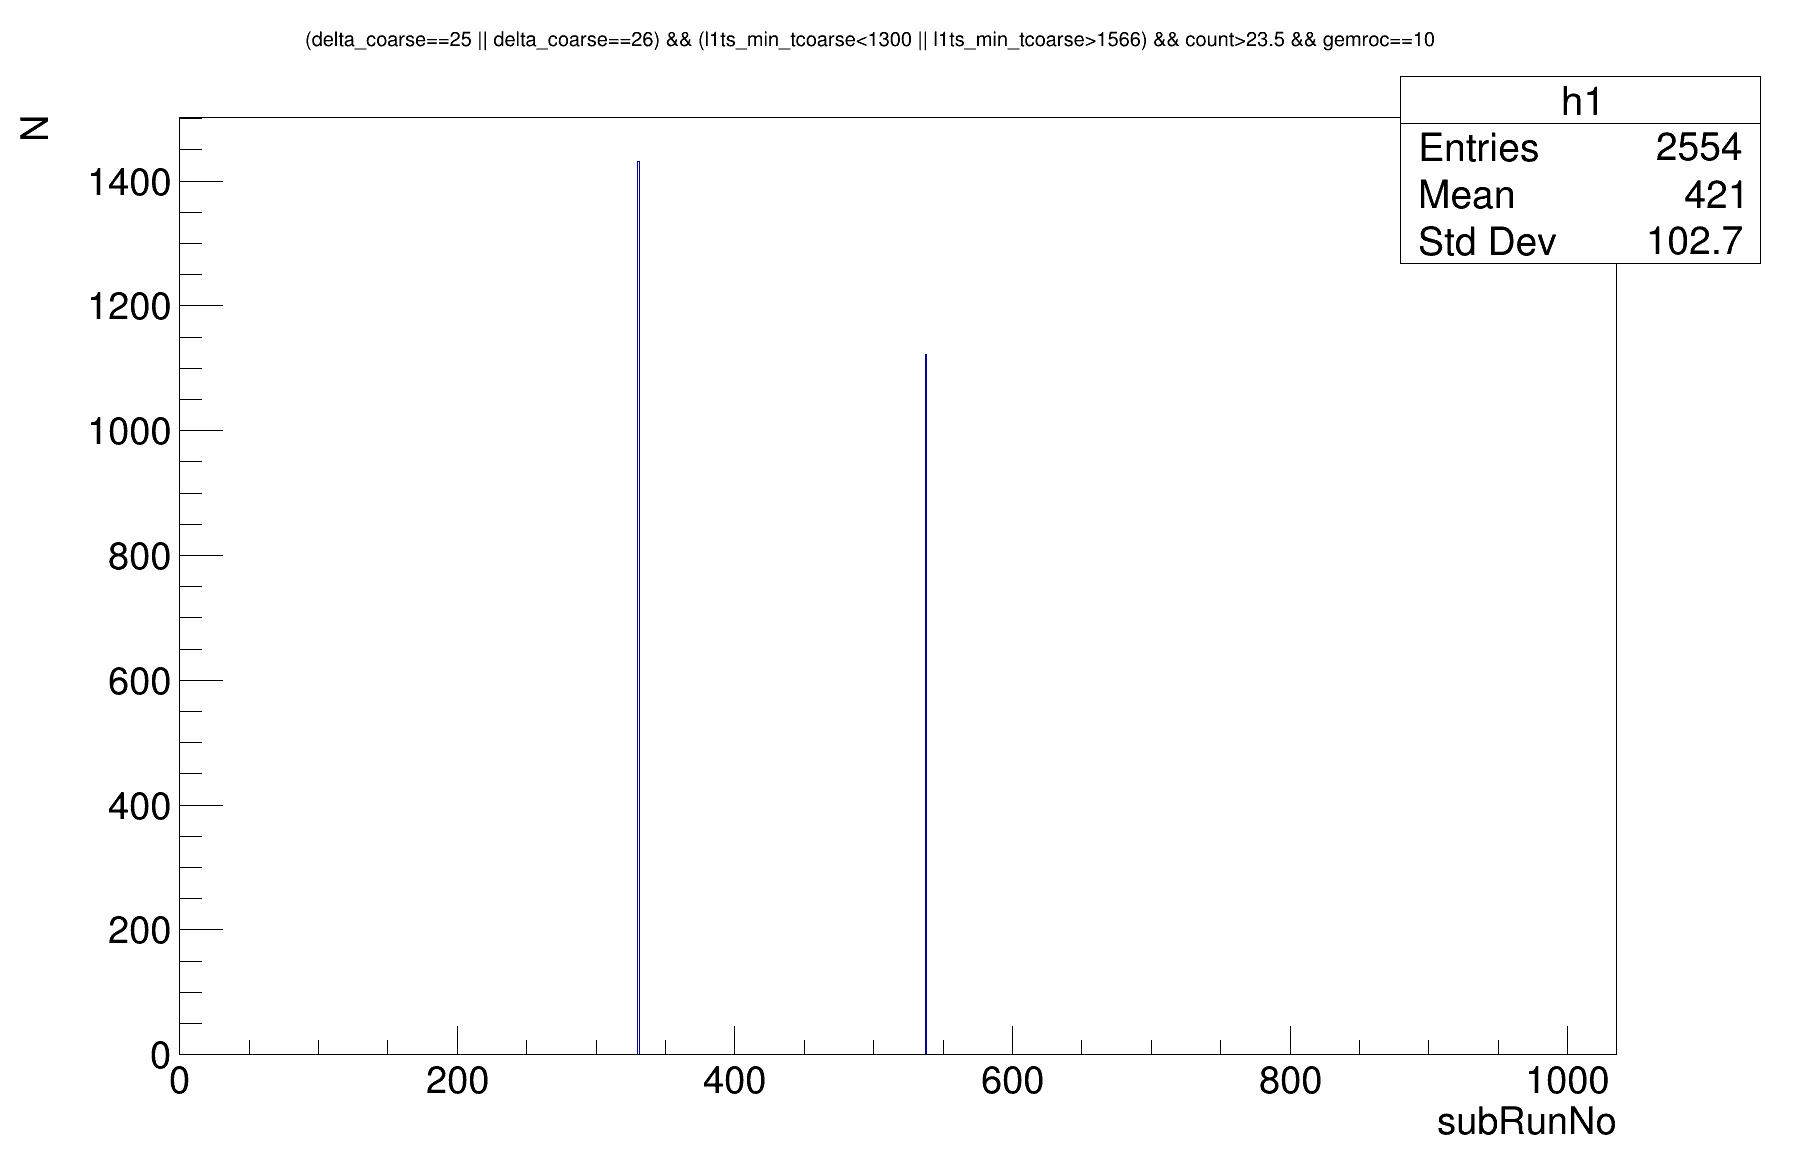 (delta_coarse==25 || delta_coarse==26) && (l1ts_min_tcoarse<1300 || l1ts_min_tcoarse>1566) && count>23.5 && gemroc==10
h1
Entries 2554
Mean 421
Std Dev 102.7
N
1400
1200
1000
800
600
400
200
0
0 200 400 600 800 1000
subRunNo